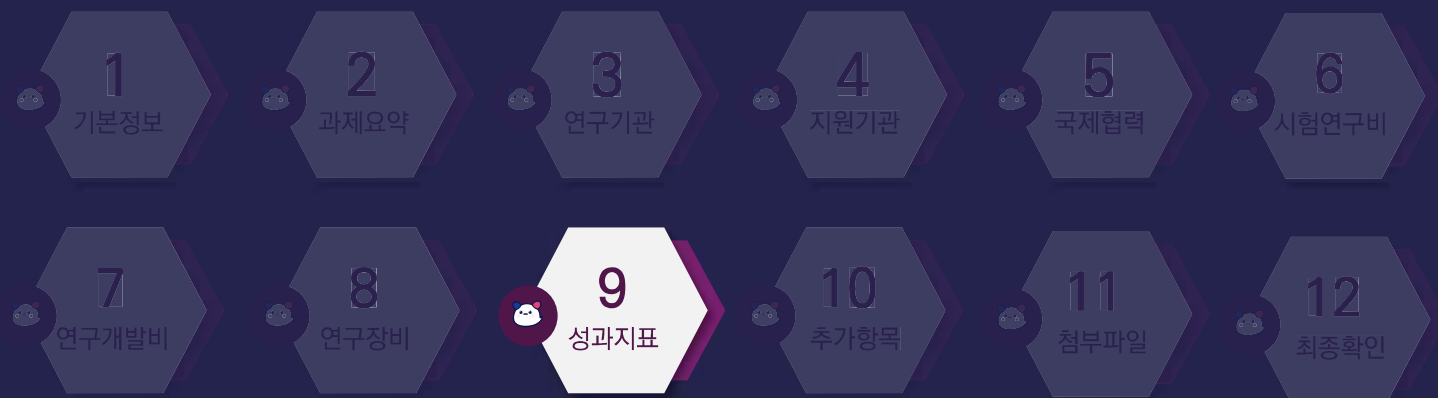 1
기본정보
2
과제요약
3
연구기관
4
지원기관
5
국제협력
6
시험연구비
7
연구개발비
8
연구장비
9
성과지표
10
추가항목
11
첨부파일
12
최종확인